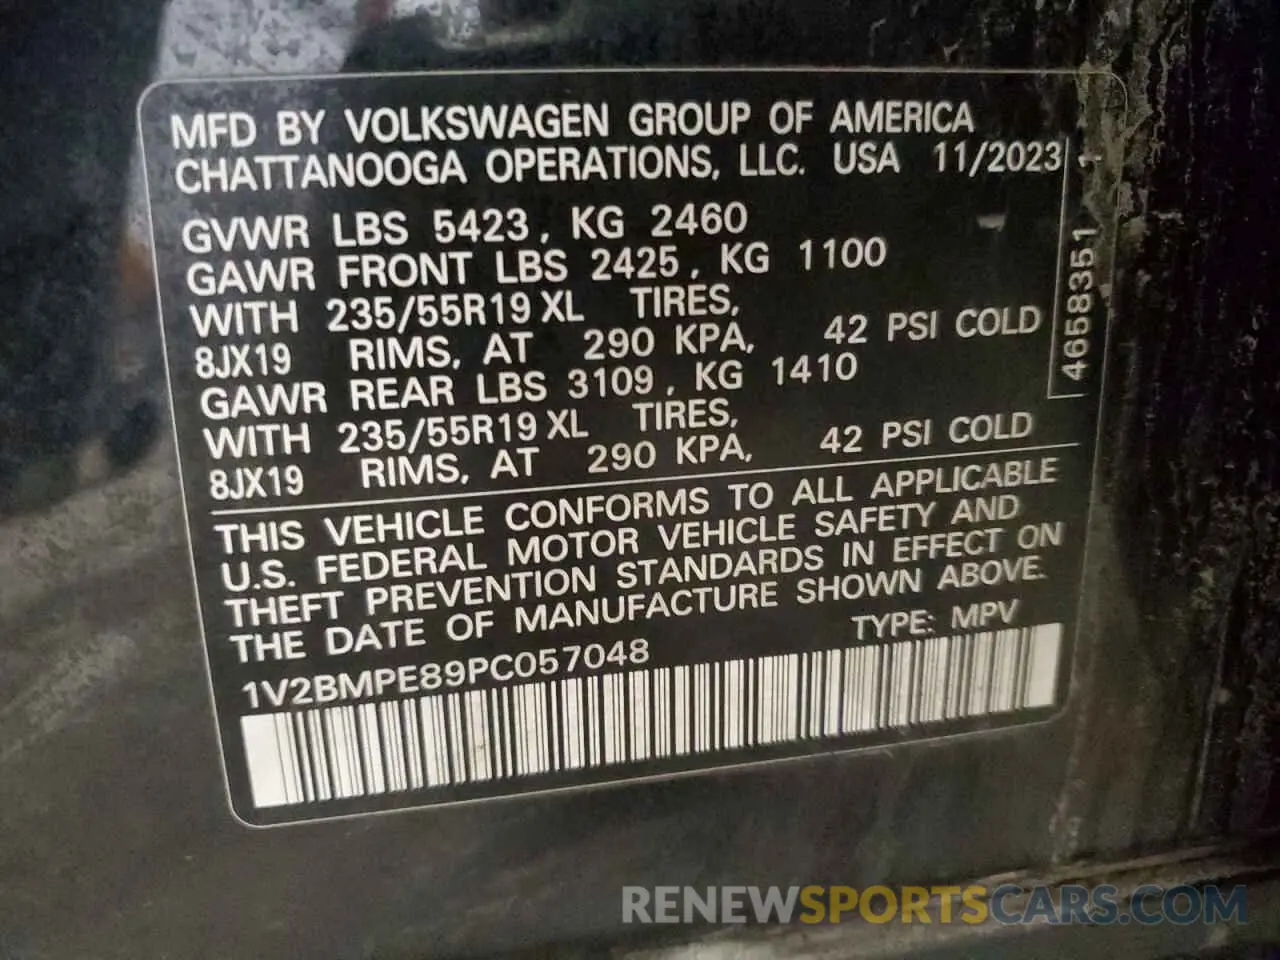 MFD BY VOLKSWAGEN GROUP OF AMERICA
CHATTANOOGA OPERATIONS, LLC. USA 11/2023
GVWR LBS 5423, KG 2460
GAWR FRONT LBS 2425, KG 1100
WITH 235/55R19 XL TIRES,
8JX19 RIMS, AT 290 KPA, 42 PSI COLD
GAWR REAR LBS 3109, KG 1410
WITH 235/55R19 XL TIRES,
8JX19 RIMS, AT 290 KPA, 42 PSI COLD
4658351 1 1
THIS VEHICLE CONFORMS TO ALL APPLICABLE
U.S. FEDERAL MOTOR VEHICLE SAFETY AND
THEFT PREVENTION STANDARDS IN EFFECT ON
THE DATE OF MANUFACTURE SHOWN ABOVE.
TYPE: MPV
1V2BMPE89PC057048
RENEWSPORTSCARS.COM